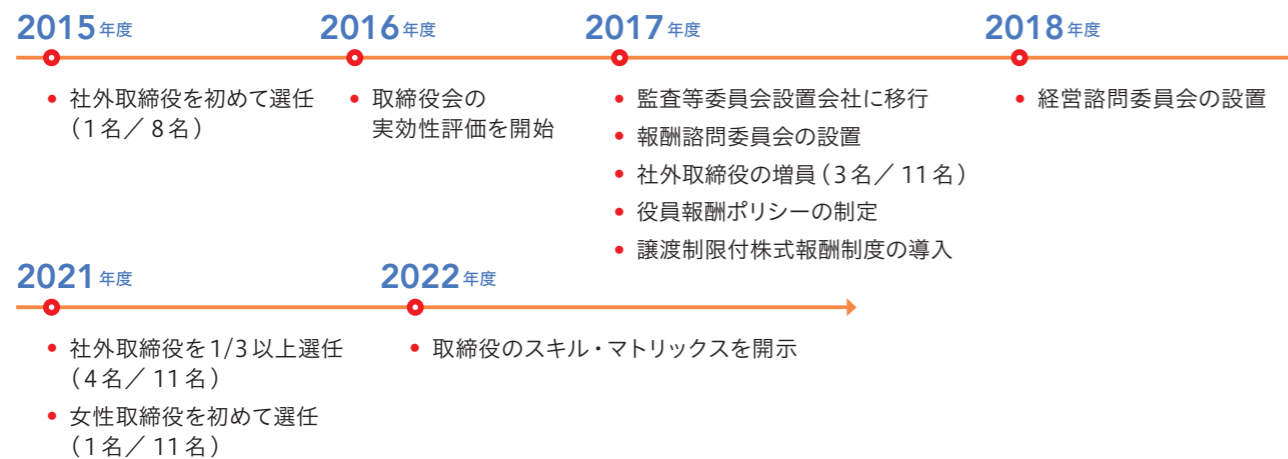 2015年度
2016年度
2017年度
2018年度
• 社外取締役を初めて選任
（1名／8名）
• 取締役会の
実効性評価を開始
• 監査等委員会設置会社に移行
• 報酬諮問委員会の設置
• 社外取締役の増員（3名／11名）
• 役員報酬ポリシーの制定
• 譲渡制限付株式報酬制度の導入
• 経営諮問委員会の設置
2021年度
2022年度
• 社外取締役を1/3以上選任
（4名／11名）
• 女性取締役を初めて選任
（1名／11名）
• 取締役のスキル・マトリックスを開示